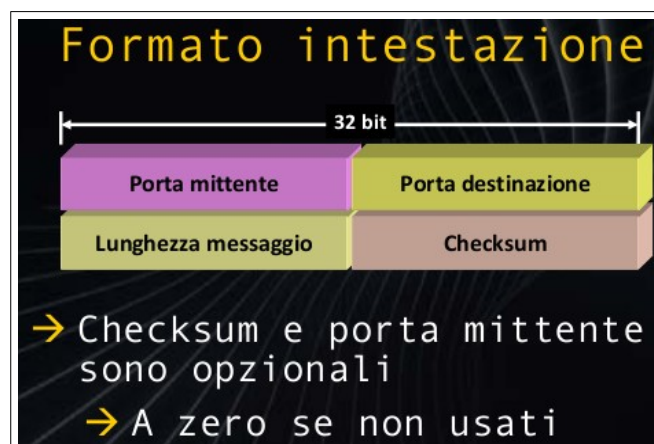 Formato intestazione
32 bit
Porta mittente Porta destinazione
Lunghezza messaggio Checksum
→ Checksum e porta mittente
sono opzionali
→ A zero se non usati